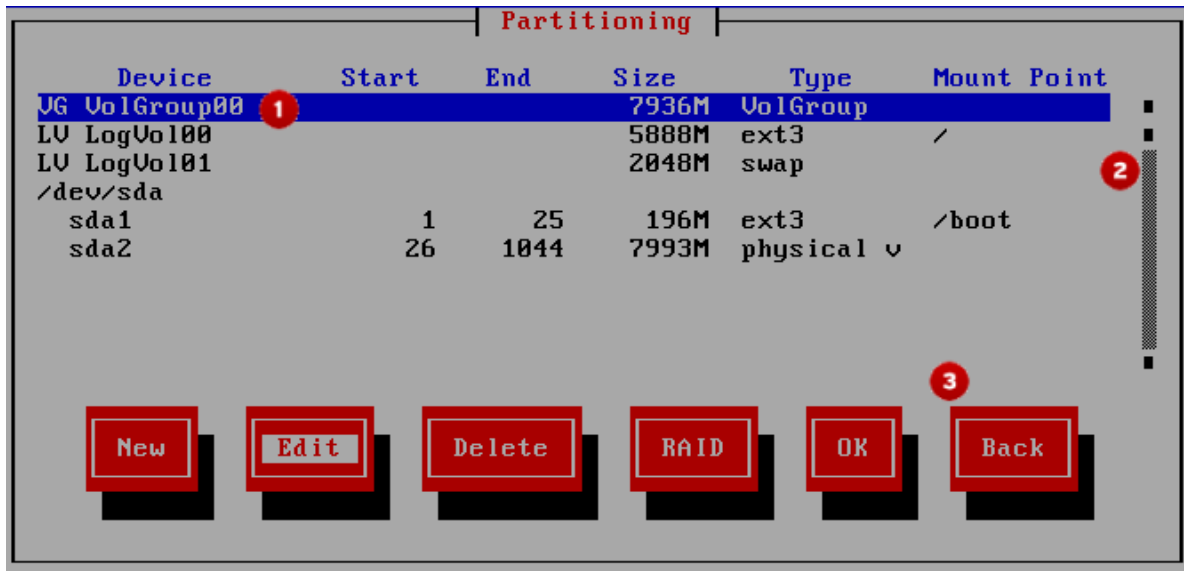 Partitioning
Device Start End Size Type Mount Point
VG VolGroup00 1 7936M VolGroup
LV LogVol00 5888M ext3 /
LV LogVol01 2048M swap
2
/dev/sda
sda1 1 25 196M ext3 /boot
sda2 26 1044 7993M physical v
3
New Edit Delete RAID OK Back